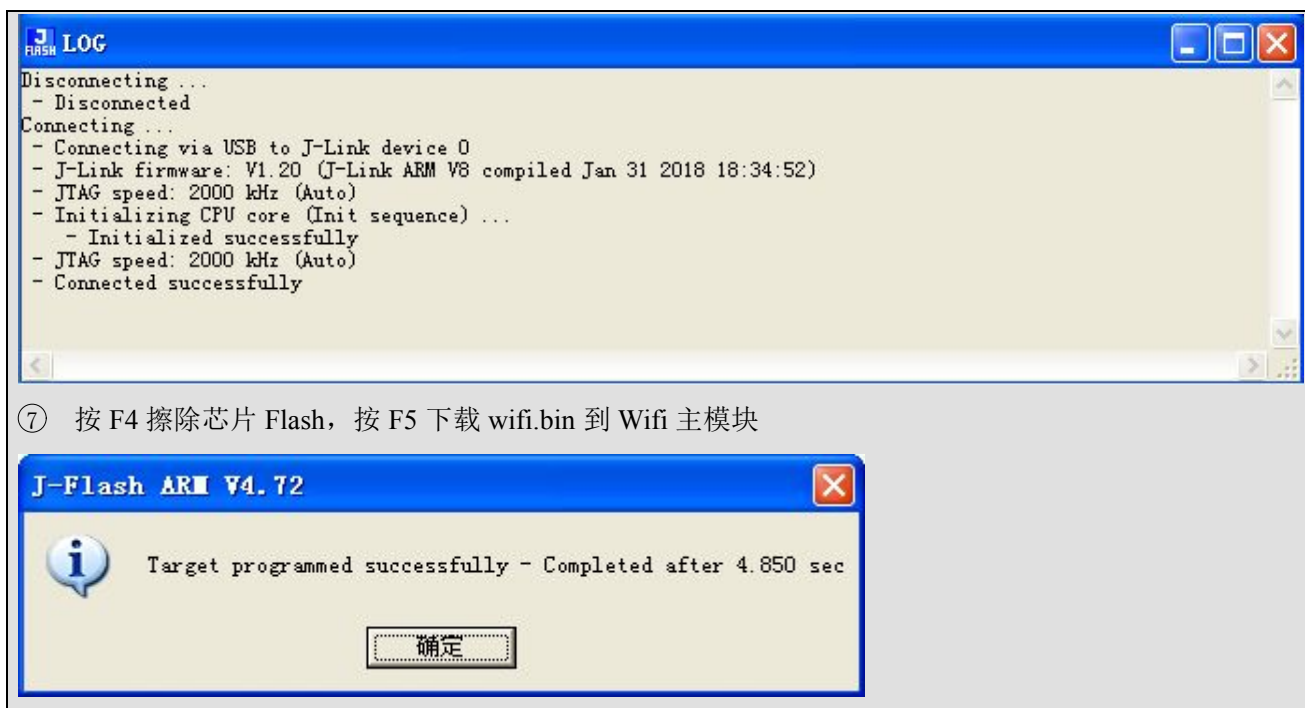 J FLASH LOG
Disconnecting ...
- Disconnected
Connecting ...
- Connecting via USB to J-Link device 0
- J-Link firmware: V1.20 (J-Link ARM V8 compiled Jan 31 2018 18:34:52)
- JTAG speed: 2000 kHz (Auto)
- Initializing CPU core (Init sequence) ...
- Initialized successfully
- JTAG speed: 2000 kHz (Auto)
- Connected successfully
⑦ 按 F4 擦除芯片 Flash，按 F5 下载 wifi.bin 到 Wifi 主模块
J-Flash ARM V4.72
Target programmed successfully - Completed after 4.850 sec
确定